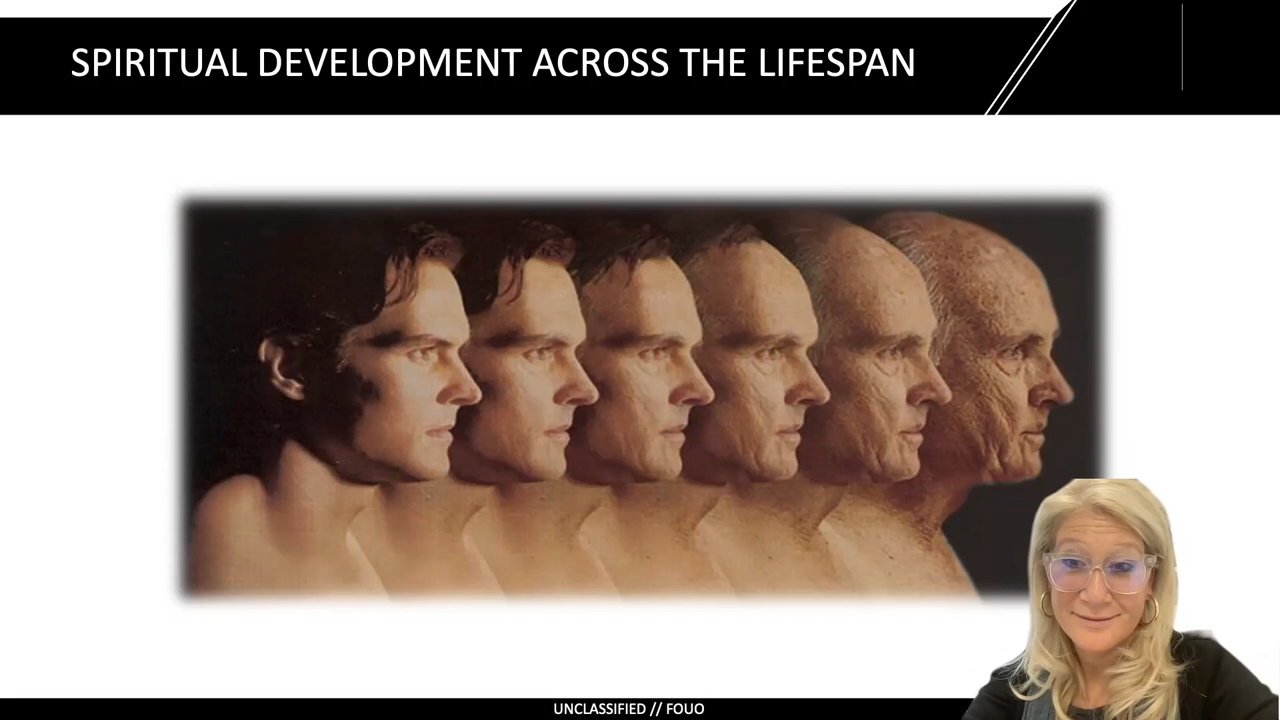 SPIRITUAL DEVELOPMENT ACROSS THE LIFESPAN
UNCLASSIFIED // FOUO